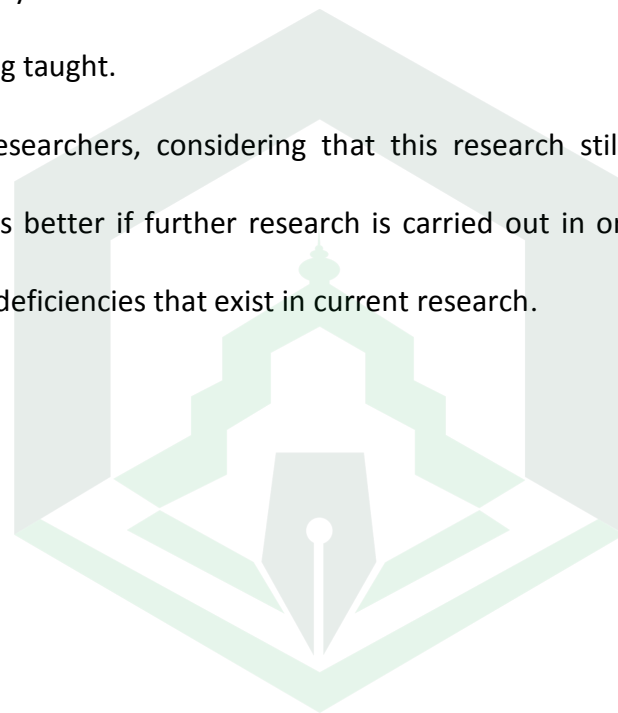 g taught.
esearchers, considering that this research stil
s better if further research is carried out in or
deficiencies that exist in current research.